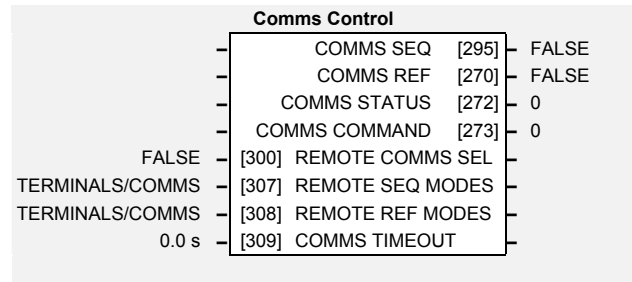 Comms Control
COMMS SEQ [295] FALSE
COMMS REF [270] FALSE
COMMS STATUS [272] 0
COMMS COMMAND [273] 0
FALSE [300] REMOTE COMMS SEL
TERMINALS/COMMS [307] REMOTE SEQ MODES
TERMINALS/COMMS [308] REMOTE REF MODES
0.0 s [309] COMMS TIMEOUT